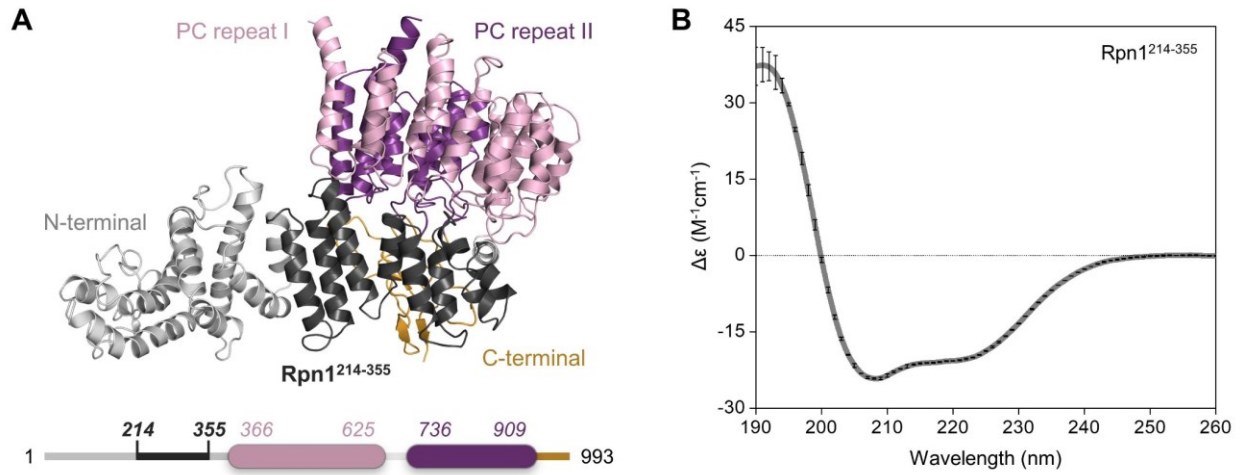 A
PC repeat I
PC repeat II
N-terminal
C-terminal
Rpn1²¹⁴⁻³⁵⁵
214 355 366 625 736 909
1 993
B
Rpn1²¹⁴⁻³⁵⁵
Δε (M⁻¹cm⁻¹)
45
30
15
0
-15
-30
190 200 210 220 230 240 250 260
Wavelength (nm)